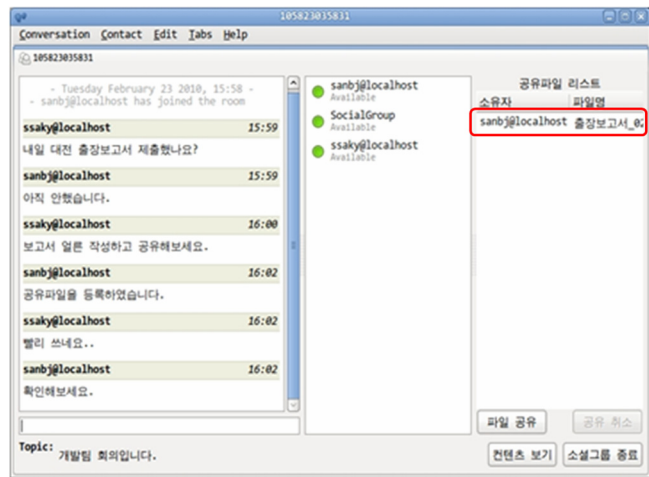 105823035831
Conversation Contact Edit Tabs Help
105823035831
- Tuesday February 23 2010, 15:58 -
- sanbj@localhost has joined the room
ssaky@localhost 15:59
내일 대전 출장보고서 제출했나요?
sanbj@localhost 15:59
아직 안했습니다.
ssaky@localhost 16:00
보고서 얼른 작성하고 공유해보세요.
sanbj@localhost 16:02
공유파일을 등록하였습니다.
ssaky@localhost 16:02
빨리 쓰네요..
sanbj@localhost 16:02
확인해보세요.
Topic: 개발팀 회의입니다.
sanbj@localhost
Available
SocialGroup
Available
ssaky@localhost
Available
공유파일 리스트
소유자 파일명
sanbj@localhost 출장보고서_02
파일 공유 공유 취소
컨텐츠 보기 소셜그룹 종료